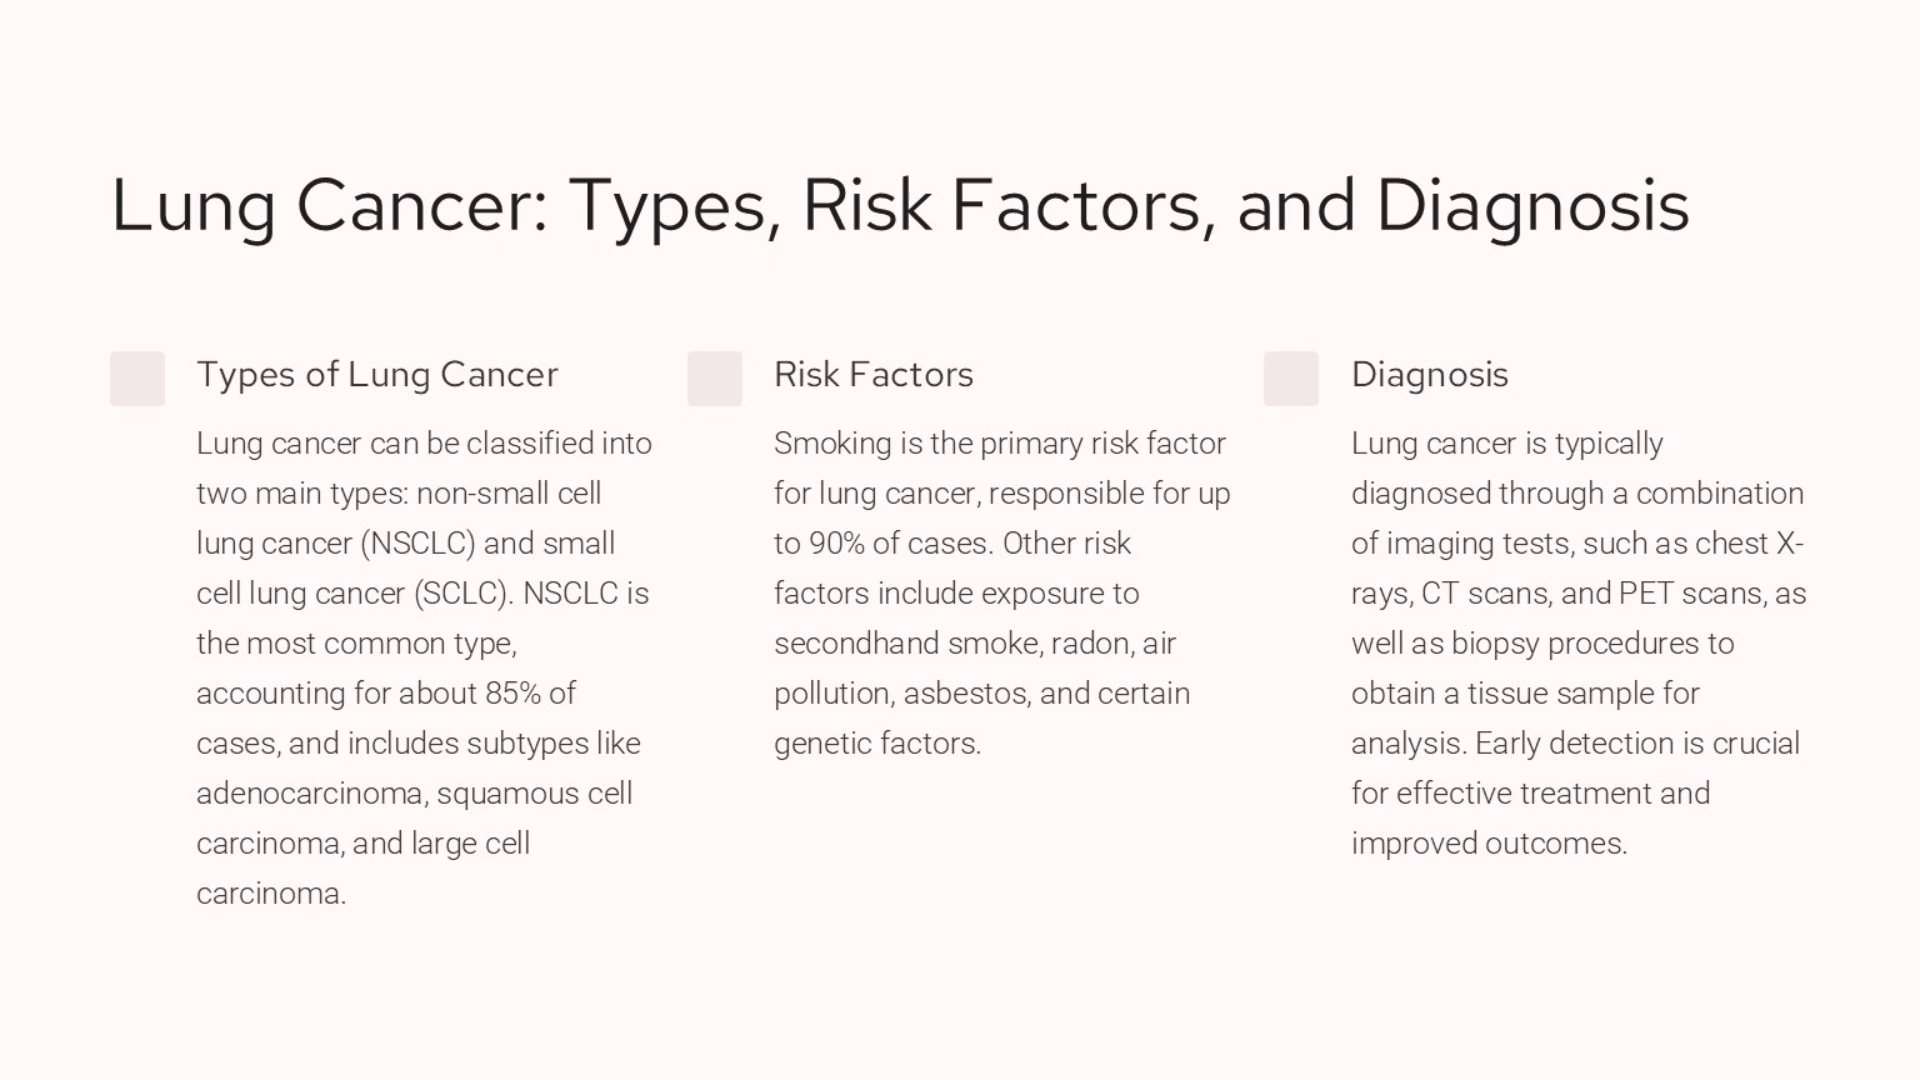 Lung Cancer: Types, Risk Factors, and Diagnosis
Types of Lung Cancer
Lung cancer can be classified into
two main types: non-small cell
lung cancer (NSCLC) and small
cell lung cancer (SCLC). NSCLC is
the most common type,
accounting for about 85% of
cases, and includes subtypes like
adenocarcinoma, squamous cell
carcinoma, and large cell
carcinoma.
Risk Factors
Smoking is the primary risk factor
for lung cancer, responsible for up
to 90% of cases. Other risk
factors include exposure to
secondhand smoke, radon, air
pollution, asbestos, and certain
genetic factors.
Diagnosis
Lung cancer is typically
diagnosed through a combination
of imaging tests, such as chest X-
rays, CT scans, and PET scans, as
well as biopsy procedures to
obtain a tissue sample for
analysis. Early detection is crucial
for effective treatment and
improved outcomes.